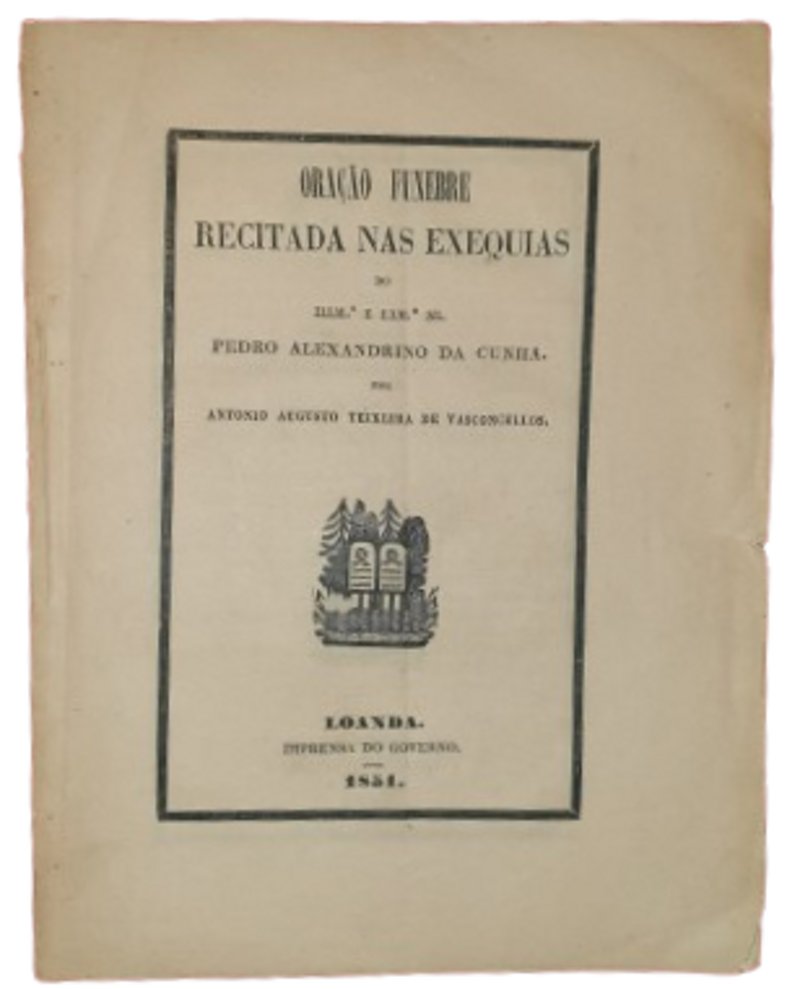 ORAÇÃO FUNEBRE
RECITADA NAS EXEQUIAS
DO
ILLM.º E EXM.º SR.
PEDRO ALEXANDRINO DA CUNHA.
POR
ANTONIO AUGUSTO TEIXEIRA DE VASCONCELLOS.
LOANDA.
IMPRENSA DO GOVERNO.
1851.